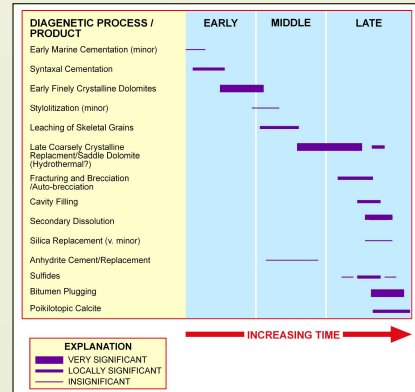 DIAGENETIC PROCESS /
PRODUCT
EARLY
MIDDLE
LATE
Early Marine Cementation (minor)
Syntaxal Cementation
Early Finely Crystalline Dolomites
Stylolitization (minor)
Leaching of Skeletal Grains
Late Coarsely Crystalline
Replacment/Saddle Dolomite
(Hydrothermal?)
Fracturing and Brecciation
/Auto-brecciation
Cavity Filling
Secondary Dissolution
Silica Replacement (v. minor)
Anhydrite Cement/Replacement
Sulfides
Bitumen Plugging
Poikilotopic Calcite
INCREASING TIME
EXPLANATION
VERY SIGNIFICANT
LOCALLY SIGNIFICANT
INSIGNIFICANT